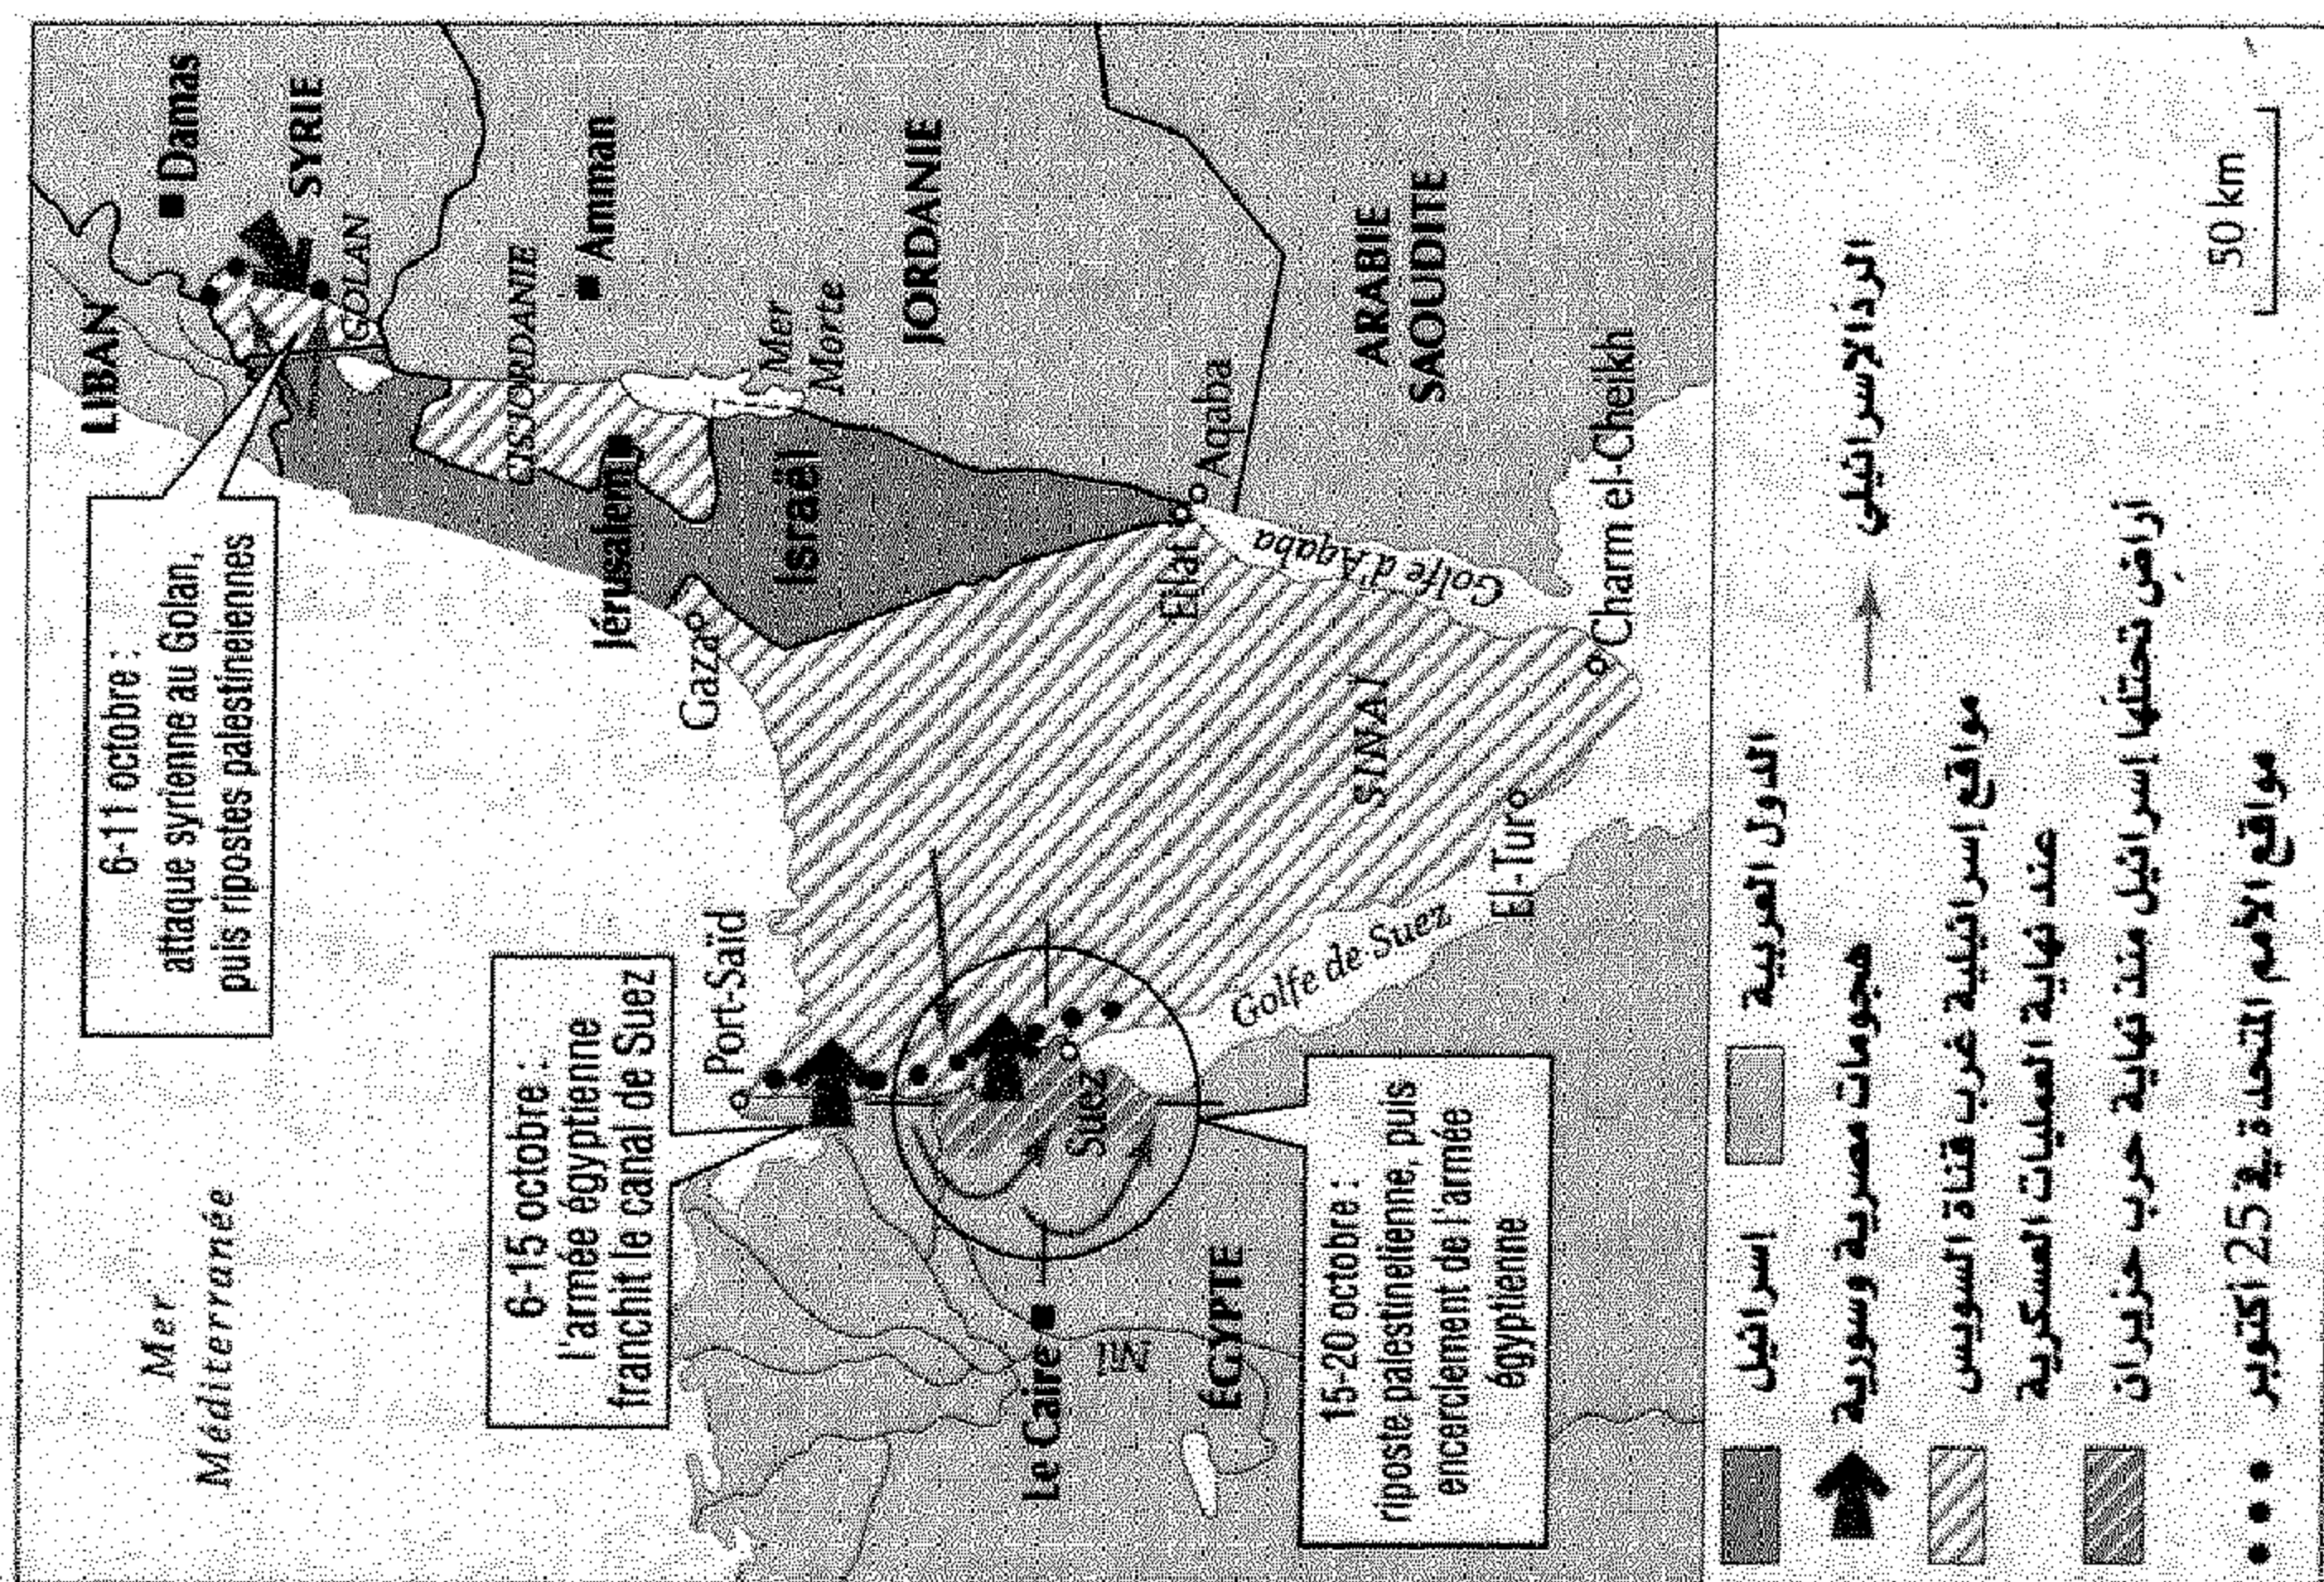 Mer
Méditerranée
6-11 octobre :
attaque syrienne au Golan,
puis ripostes palestineiennes
LIBAN
Damas
SYRIE
GOLAN
6-15 octobre :
l'armée égyptienne
franchit le canal de Suez
Port-Saïd
Gaza
Jérusalem
CISJORDANIE
Amman
Mer
Morte
Israël
JORDANIE
Le Caire
NIL
ÉGYPTE
Suez
Golfe de Suez
SINAI
El-Tur
Eilat
Aqaba
Golfe d'Aqaba
ARABIE
SAOUDITE
Charm el-Cheikh
15-20 octobre :
riposte palestineienne, puis
encerculement de l'armée
égyptienne
إسرائيل
الدول العربية
هجومات مصرية وسورية
الرد الإسرائيلي
مواقع إسرائيلية غرب قناة السويس
عند نهاية العمليات العسكرية
أراض تحتلها إسرائيل منذ نهاية حرب حزيران
مواقع الأمم المتحدة في 25 أكتوبر
50 km